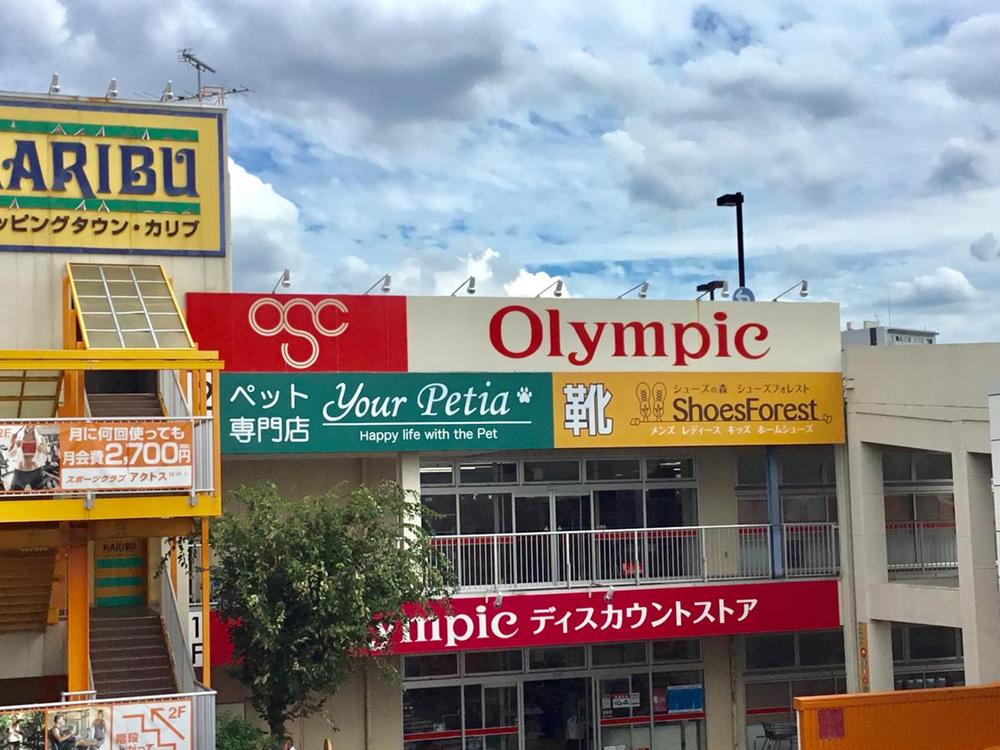 KARIBU
ッピングタウン・カリブ
OSC
Olympic
ペット
専門店
Your Petia
Happy life with the Pet
靴
シューズの森 シューズフォレスト
ShoesForest
メンズ レディース キッズ ホームシューズ
2F
月に何回使っても
月会費2,700円
スポーツクラブ アクトス
KARIBU
1F
ympic ディスカウントストア
2F
階段